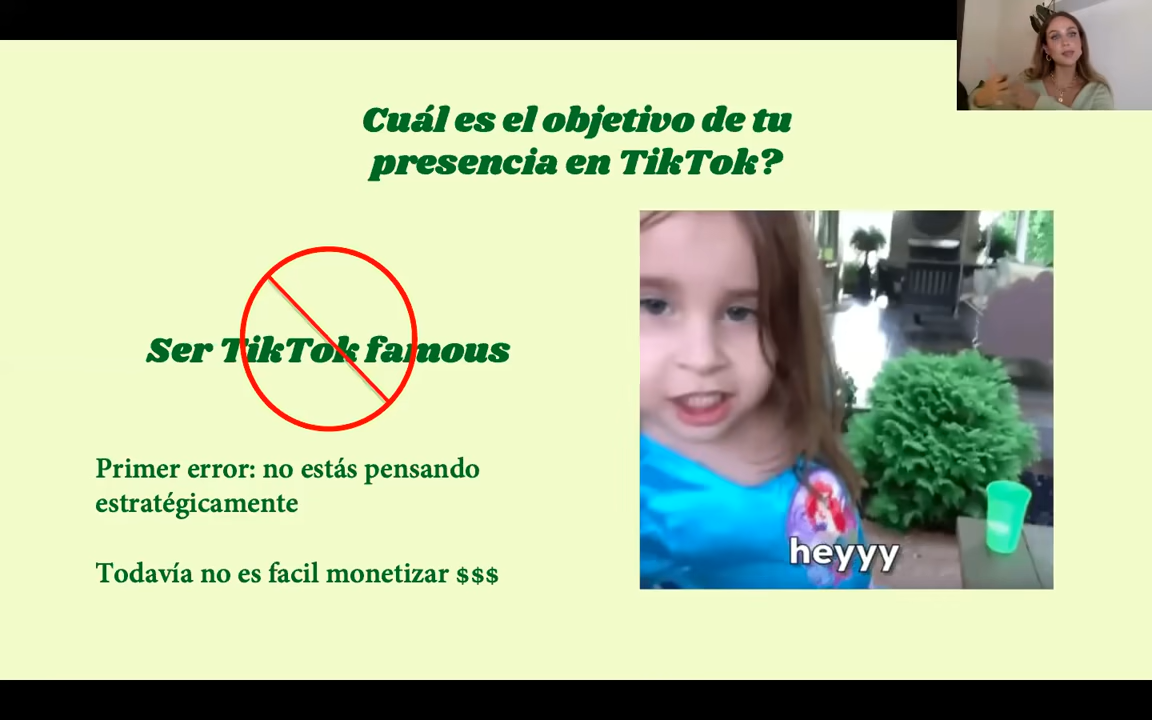 Cuál es el objetivo de tu
presencia en TikTok?
Ser TikTok famous
Primer error: no estás pensando
estratégicamente
Todavía no es facil monetizar $$$
heyyy